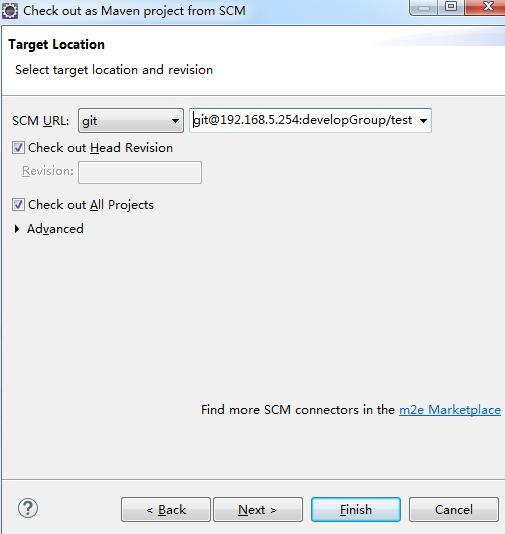 Check out as Maven project from SCM
Target Location
Select target location and revision
SCM URL: git git@192.168.5.254:developGroup/test
Check out Head Revision
Revision:
Check out All Projects
Advanced
Find more SCM connectors in the m2e Marketplace
? < Back Next > Finish Cancel